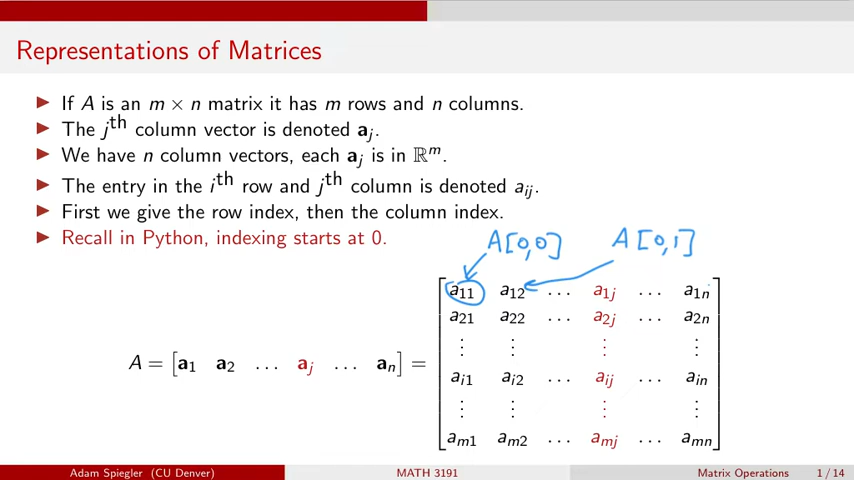 Representations of Matrices
▶ If A is an m × n matrix it has m rows and n columns.
▶ The jᵗʰ column vector is denoted aⱼ.
▶ We have n column vectors, each aⱼ is in ℝᵐ.
▶ The entry in the iᵗʰ row and jᵗʰ column is denoted aᵢⱼ.
▶ First we give the row index, then the column index.
▶ Recall in Python, indexing starts at 0.
A[0,0] A[0,1]
a₁₁ a₁₂ ... a₁ⱼ ... a₁ₙ
a₂₁ a₂₂ ... a₂ⱼ ... a₂ₙ
⋮ ⋮ ⋮ ⋮
A = [a₁ a₂ ... aⱼ ... aₙ] =
aᵢ₁ aᵢ₂ ... aᵢⱼ ... aᵢₙ
⋮ ⋮ ⋮ ⋮
aₘ₁ aₘ₂ ... aₘⱼ ... aₘₙ
Adam Spiegler (CU Denver) MATH 3191 Matrix Operations 1 / 14